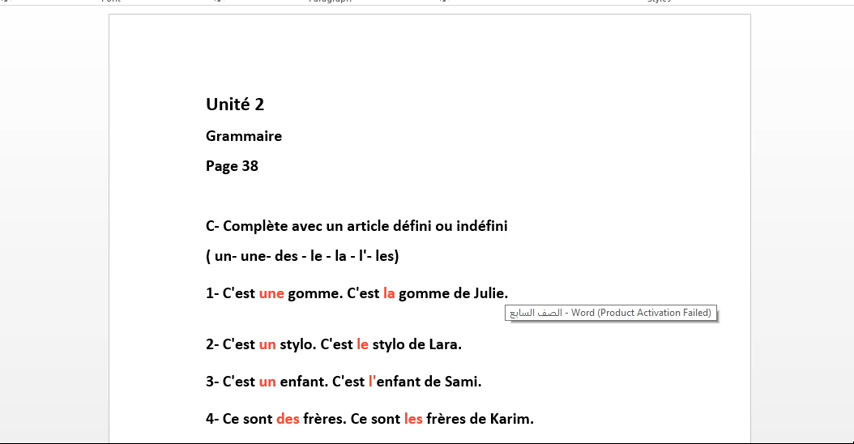 Unité 2
Grammaire
Page 38
C- Complète avec un article défini ou indéfini
( un- une- des - le - la - l'- les)
1- C'est une gomme. C'est la gomme de Julie.
الصف السابع - Word (Product Activation Failed)
2- C'est un stylo. C'est le stylo de Lara.
3- C'est un enfant. C'est l'enfant de Sami.
4- Ce sont des frères. Ce sont les frères de Karim.